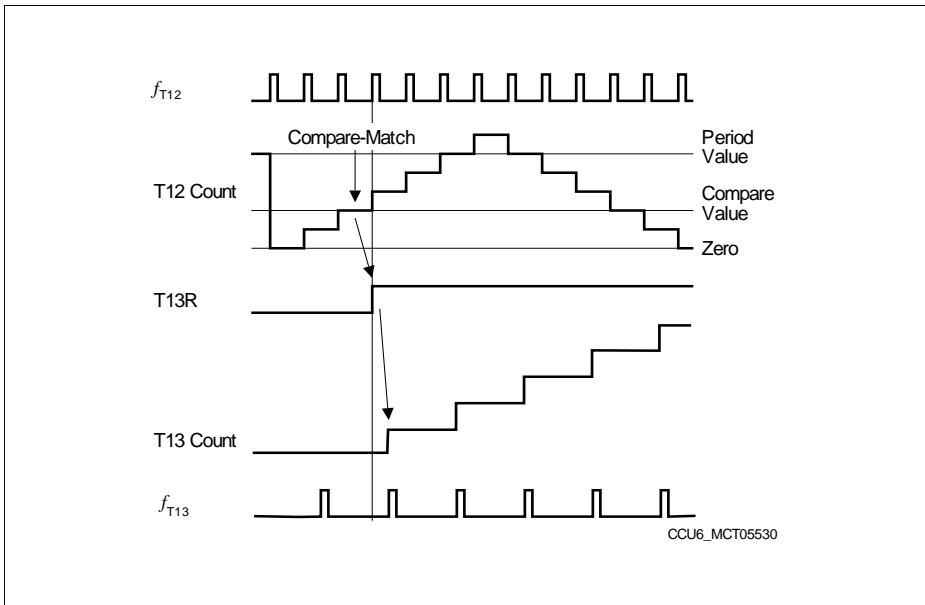 fT12
Compare-Match
Period
Value
T12 Count
Compare
Value
Zero
T13R
T13 Count
fT13
CCU6_MCT05530